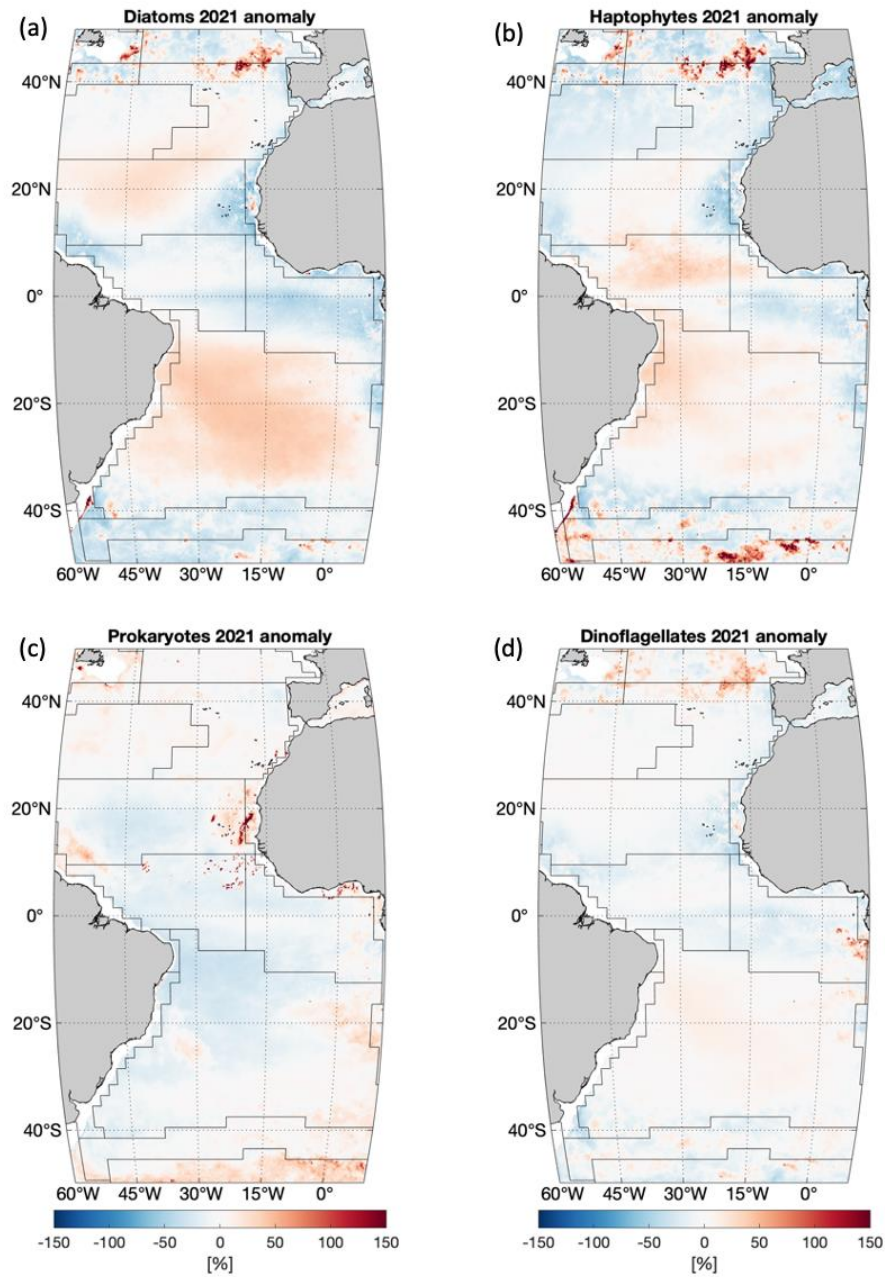 (a) Diatoms 2021 anomaly
40°N
20°N
0°
20°S
40°S
60°W 45°W 30°W 15°W 0°
(b) Haptophytes 2021 anomaly
40°N
20°N
0°
20°S
40°S
60°W 45°W 30°W 15°W 0°
(c) Prokaryotes 2021 anomaly
40°N
20°N
0°
20°S
40°S
60°W 45°W 30°W 15°W 0°
-150 -100 -50 0 50 100 150
[%]
(d) Dinoflagellates 2021 anomaly
40°N
20°N
0°
20°S
40°S
60°W 45°W 30°W 15°W 0°
-150 -100 -50 0 50 100 150
[%]